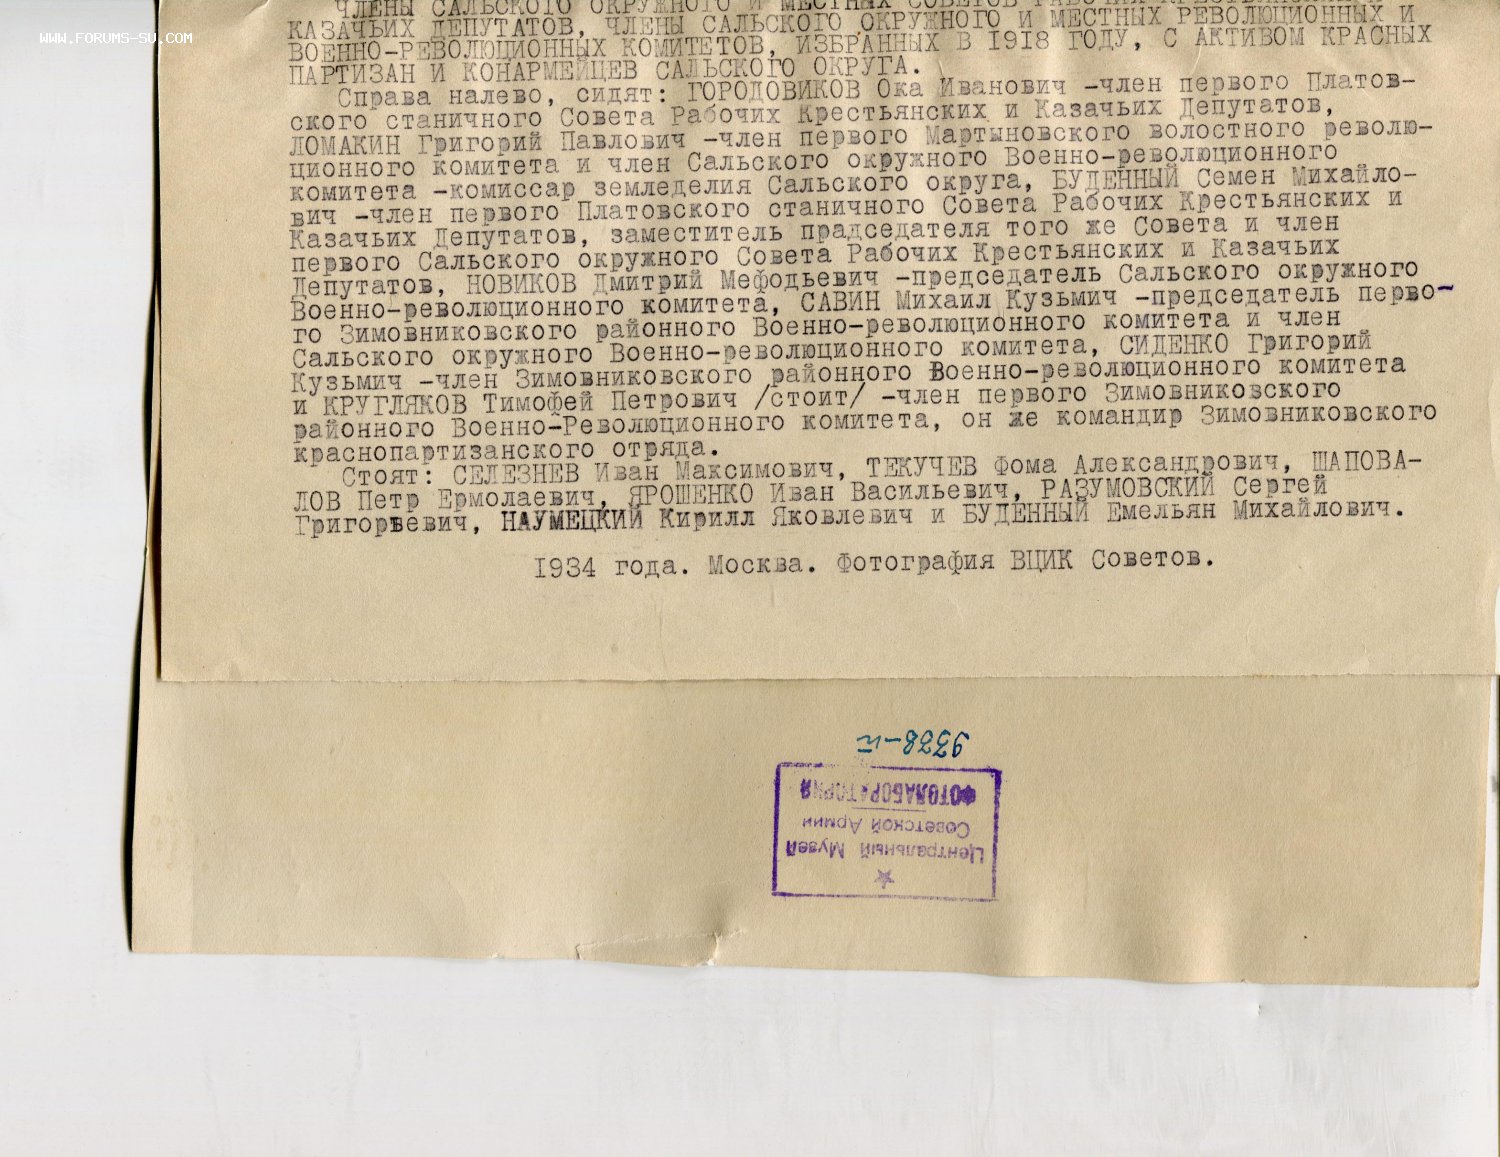 WWW.FORUMS-SU.COM
ЧЛЕНЫ САЛЬСКОГО ОКРУЖНОГО И МЕСТНЫХ СОВЕТОВ РАБОЧИХ КРЕСТЬЯНСКИХ И
КАЗАЧЬИХ ДЕПУТАТОВ, ЧЛЕНЫ САЛЬСКОГО ОКРУЖНОГО И МЕСТНЫХ РЕВОЛЮЦИОННЫХ И
ВОЕННО-РЕВОЛЮЦИОННЫХ КОМИТЕТОВ, ИЗБРАННЫХ В 1918 ГОДУ, С АКТИВОМ КРАСНЫХ
ПАРТИЗАН И КОНАРМЕЙЦЕВ САЛЬСКОГО ОКРУГА.
Справа налево, сидят: ГОРОДОВИКОВ Ока Иванович -член первого Платов-
ского станичного Совета Рабочих Крестьянских и Казачьих Депутатов,
ЛОМАКИН Григорий Павлович -член первого Мартыновского волостного револю-
ционного комитета и член Сальского окружного Военно-революционного
комитета -комиссар земледелия Сальского округа, БУДЕННЫЙ Семен Михайло-
вич -член первого Платовского станичного Совета Рабочих Крестьянских и
Казачьих Депутатов, заместитель прадседателя того же Совета и член
первого Сальского окружного Совета Рабочих Крестьянских и Казачьих
Депутатов, НОВИКОВ Дмитрий Мефодьевич -председатель Сальского окружного
Военно-революционного комитета, САВИН Михаил Кузьмич -председатель перво-
го Зимовниковского районного Военно-революционного комитета и член
Сальского окружного Военно-революционного комитета, СИДЕНКО Григорий
Кузьмич -член Зимовниковского районного Военно-революционного комитета
и КРУГЛЯКОВ Тимофей Петрович /стоит/ -член первого Зимовниковского
районного Военно-Революционного комитета, он же командир Зимовниковского
краснопартизанского отряда.
Стоят: СЕЛЕЗНЕВ Иван Максимович, ТЕКУЧЕВ Фома Александрович, ШАПОВА-
ЛОВ Петр Ермолаевич, ЯРОШЕНКО Иван Васильевич, РАЗУМОВСКИЙ Сергей
Григорьевич, НАУМЕЦКИЙ Кирилл Яковлевич и БУДЕННЫЙ Емельян Михайлович.
1934 года. Москва. Фотография ВЦИК Советов.
Центральный Музей
Советской Армии
ФОТОЛАБОРАТОРИЯ